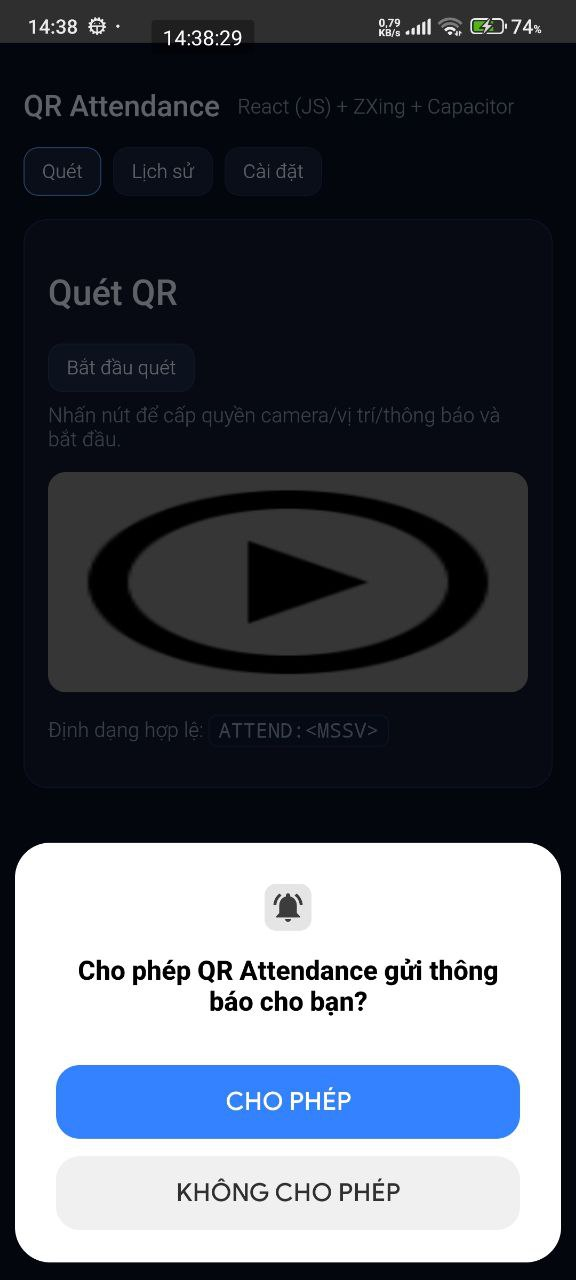 14:38
14:38:29
0,79
KB/s
74%
QR Attendance React (JS) + ZXing + Capacitor
Quét Lịch sử Cài đặt
Quét QR
Bắt đầu quét
Nhấn nút để cấp quyền camera/vị trí/thông báo và
bắt đầu.
Định dạng hợp lệ: ATTEND:<MSSV>
Cho phép QR Attendance gửi thông
báo cho bạn?
CHO PHÉP
KHÔNG CHO PHÉP